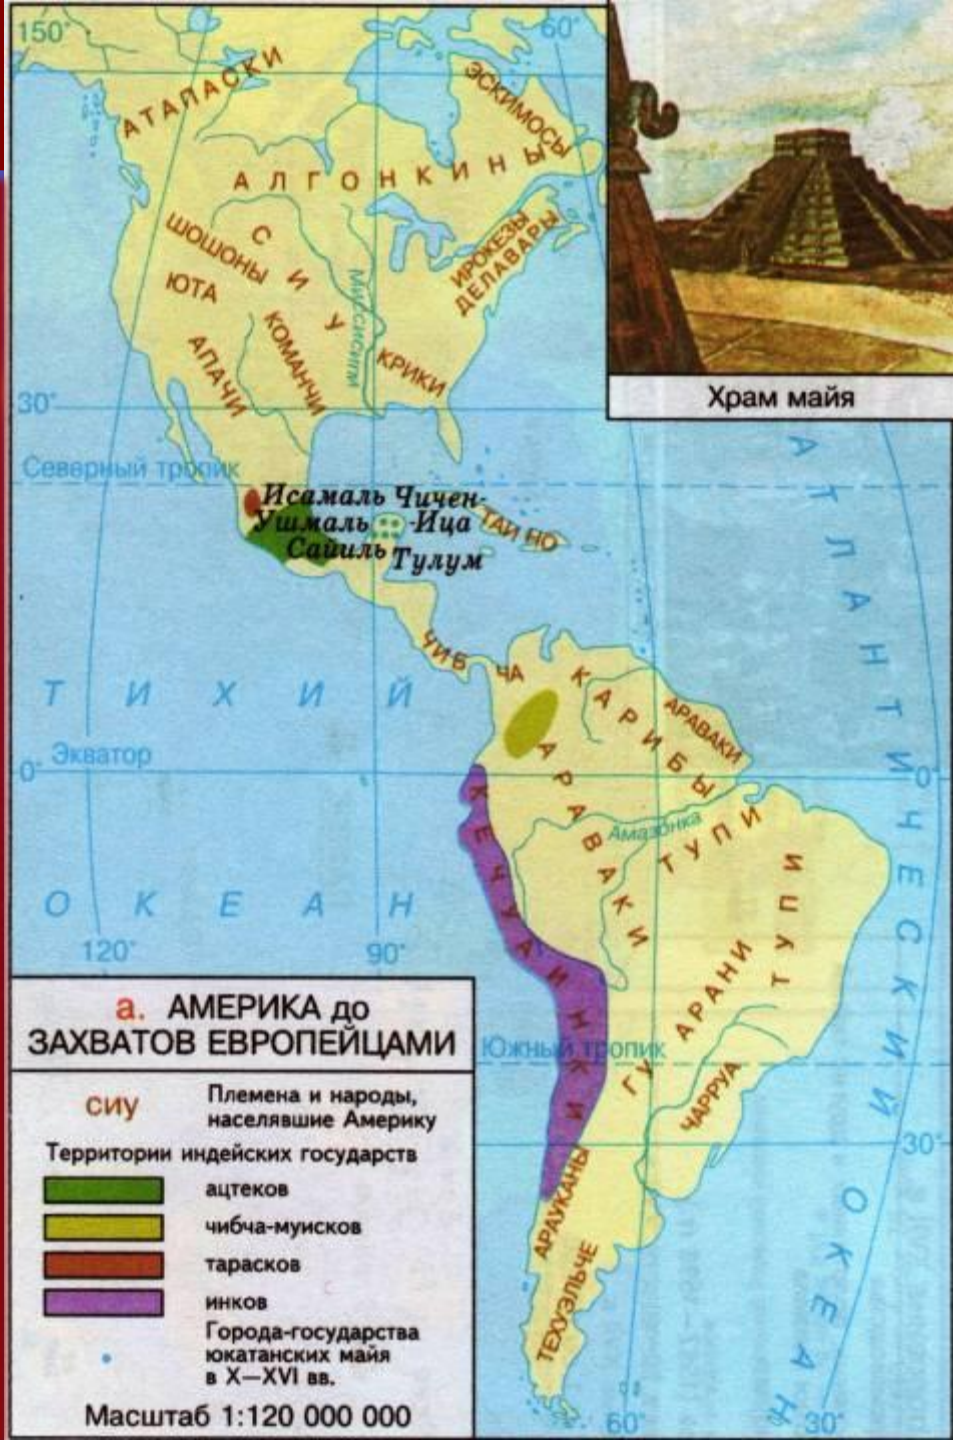 150°
60°
АТАПАСКИ
ЭСКИМОСЫ
АЛГОНКИНЫ
ШОШОНЫ
СИУ
ИРОКЕЗЫ
ДЕЛАВАРЫ
ЮТА
Миссисипи
АПАЧИ
КОМАНЧИ
КРИКИ
Храм майя
30°
Северный тропик
Исамаль Чичен-
Ушмаль -Ица
Сайиль Тулум
ТАИНО
АТЛАНТИЧЕСКИЙ ОКЕАН
ЧИБЧА
КАРИБЫ
АРАВАКИ
ТИХИЙ
Экватор
0°
0°
АРАВАКИ
КЕЧУА ИНКИ
Амазонка
ТУПИ
ТУПИ
ОКЕАН
120°
90°
ГУАРАНИ
Южный тропик
ЧАРРУА
30°
АРАУКАНЫ
ТЕХУЭЛЬЧЕ
60°
30°
а. АМЕРИКА до
ЗАХВАТОВ ЕВРОПЕЙЦАМИ
СИУ
Племена и народы,
населявшие Америку
Территории индейских государств
ацтеков
чибча-муисков
тарасков
инков
Города-государства
юкатанских майя
в X—XVI вв.
Масштаб 1:120 000 000